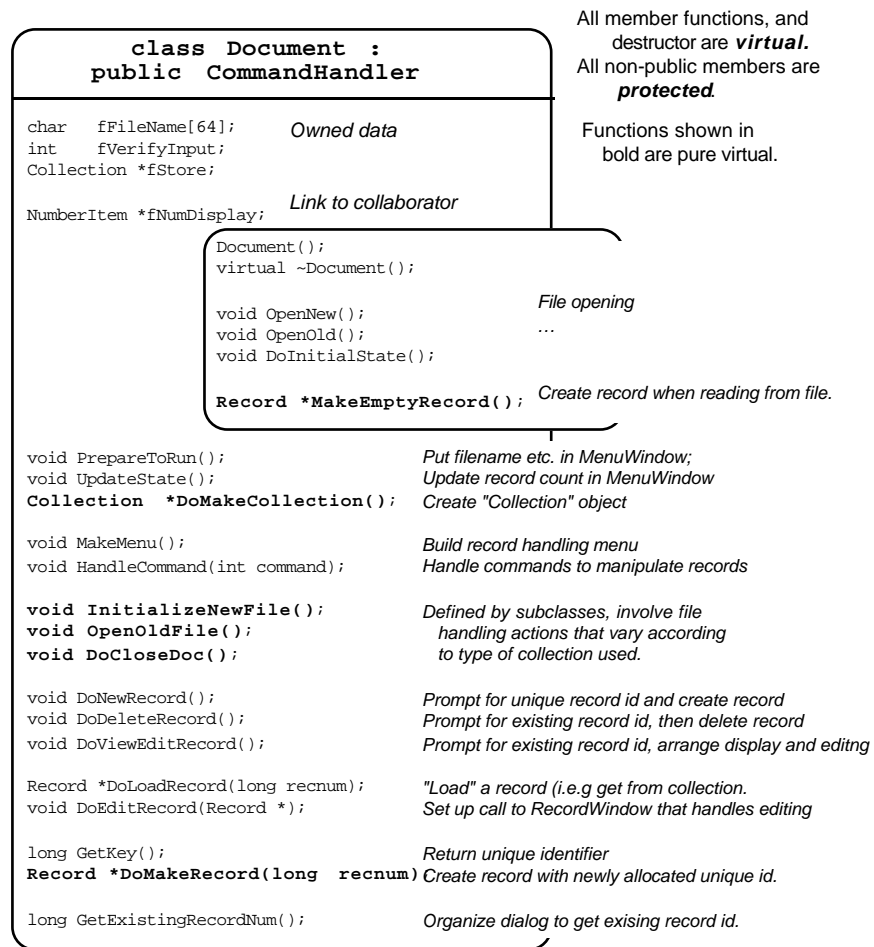 All member functions, and
destructor are virtual.
All non-public members are
protected.
Functions shown in
bold are pure virtual.
class Document :
public CommandHandler
char fFileName[64]; Owned data
int fVerifyInput;
Collection *fStore;
Link to collaborator
NumberItem *fNumDisplay;
Document();
virtual ~Document();
void OpenNew(); File opening
void OpenOld(); …
void DoInitialState();
Record *MakeEmptyRecord(); Create record when reading from file.
void PrepareToRun(); Put filename etc. in MenuWindow;
void UpdateState(); Update record count in MenuWindow
Collection *DoMakeCollection(); Create "Collection" object
void MakeMenu(); Build record handling menu
void HandleCommand(int command); Handle commands to manipulate records
void InitializeNewFile(); Defined by subclasses, involve file
void OpenOldFile(); handling actions that vary according
void DoCloseDoc(); to type of collection used.
void DoNewRecord(); Prompt for unique record id and create record
void DoDeleteRecord(); Prompt for existing record id, then delete record
void DoViewEditRecord(); Prompt for existing record id, arrange display and editng
Record *DoLoadRecord(long recnum); "Load" a record (i.e.g get from collection.
void DoEditRecord(Record *); Set up call to RecordWindow that handles editing
long GetKey(); Return unique identifier
Record *DoMakeRecord(long recnum); Create record with newly allocated unique id.
long GetExistingRecordNum(); Organize dialog to get exising record id.